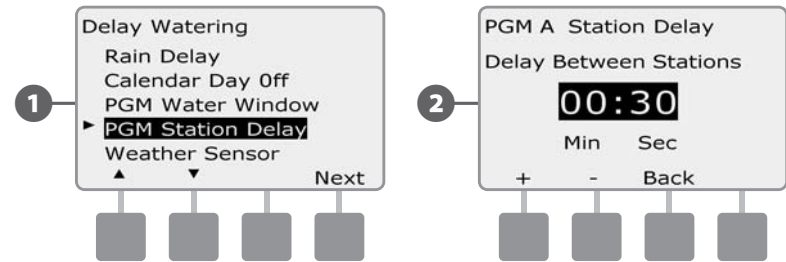 1
Delay Watering
Rain Delay
Calendar Day 0ff
PGM Water Window
► PGM Station Delay
Weather Sensor
▲ ▼ Next
2
PGM A Station Delay
Delay Between Stations
00:30
Min Sec
+ - Back